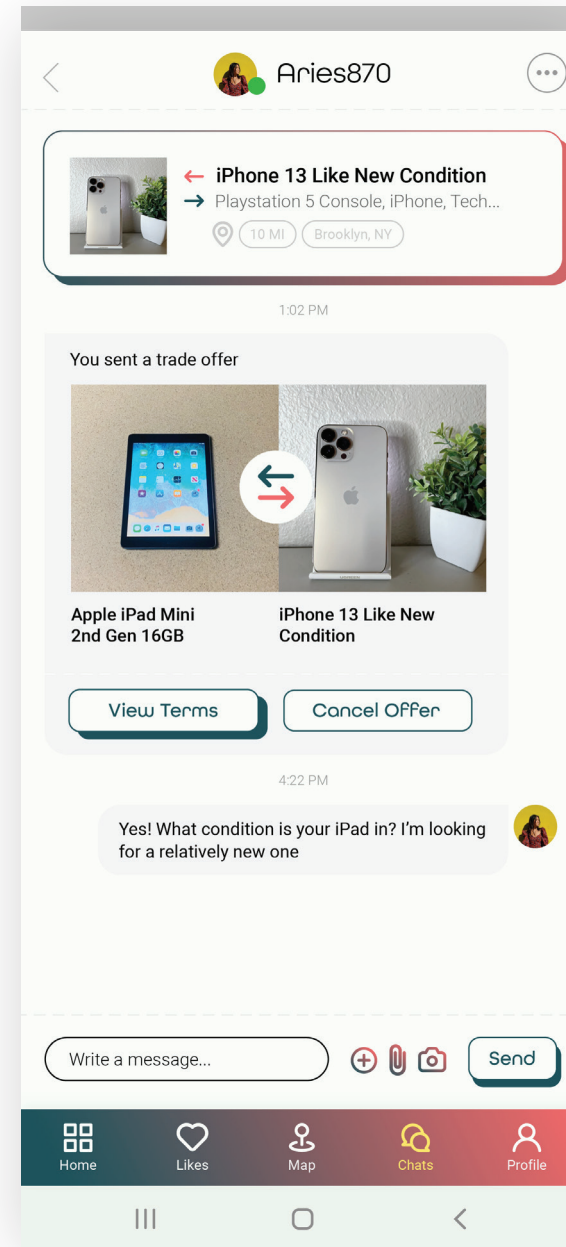 Aries870
iPhone 13 Like New Condition
Playstation 5 Console, iPhone, Tech...
10 MI
Brooklyn, NY
1:02 PM
You sent a trade offer
Apple iPad Mini
2nd Gen 16GB
iPhone 13 Like New
Condition
View Terms
Cancel Offer
4:22 PM
Yes! What condition is your iPad in? I’m looking
for a relatively new one
Write a message...
Send
Home
Likes
Map
Chats
Profile